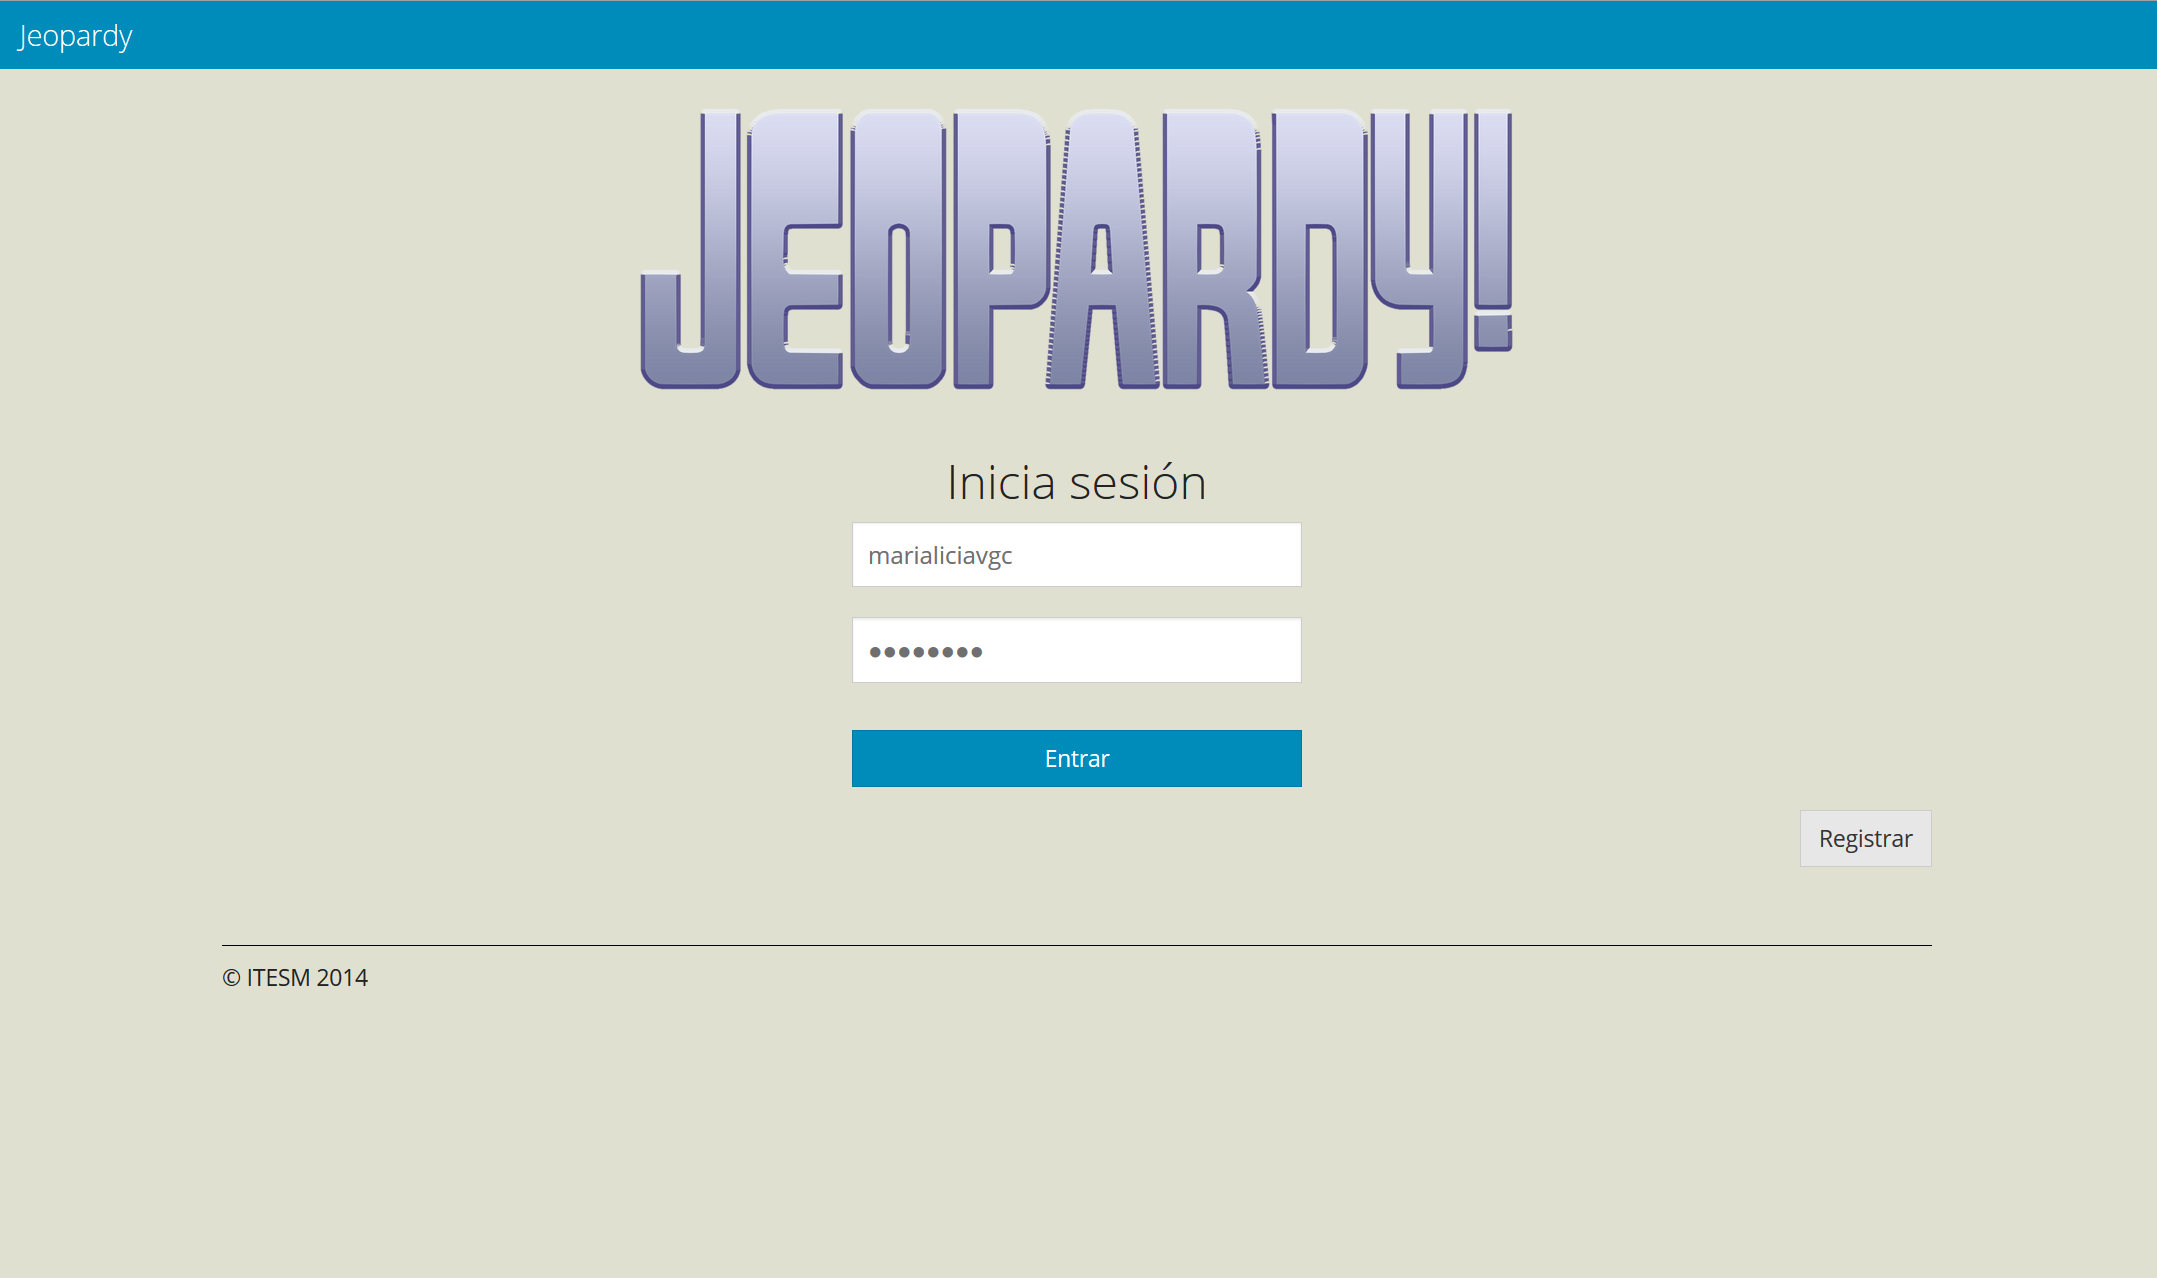 Jeopardy
JEOPARDY!
Inicia sesión
marialiciavgc
••••••••
Entrar
Registrar
© ITESM 2014